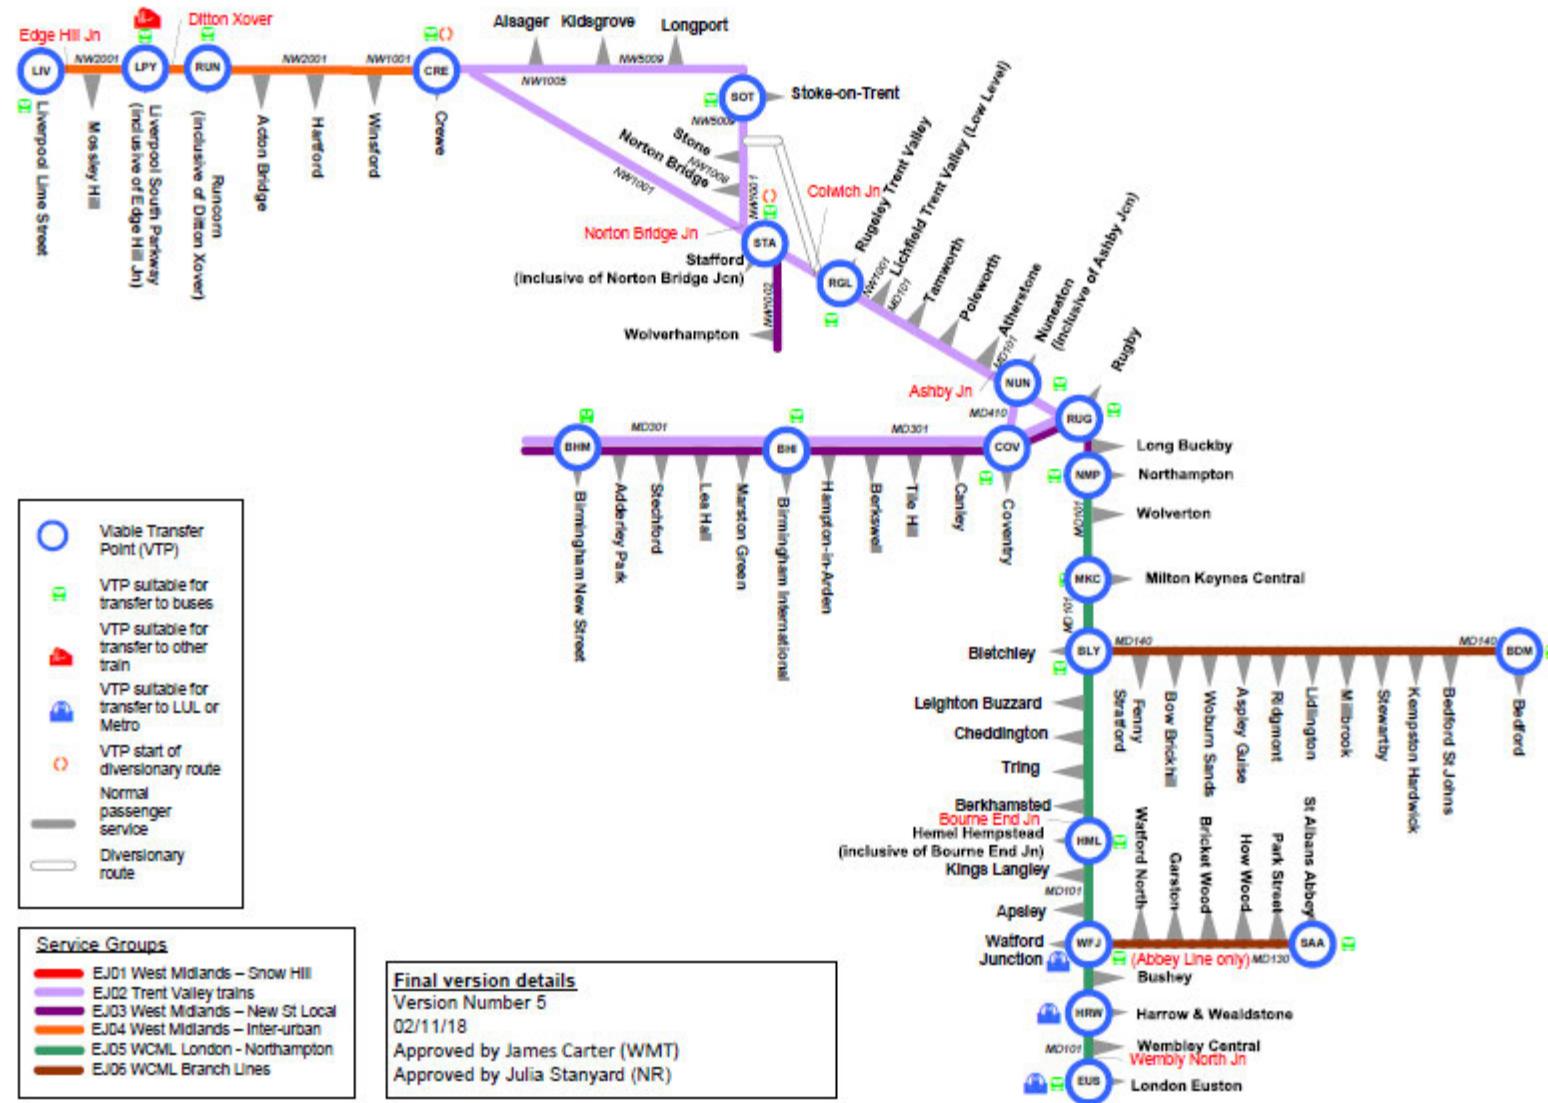 Edge Hill Jn
Ditton Xover
LIV
NW2001
LPY
RUN
NW2001
NW1001
CRE
Liverpool Lime Street
Mossley Hill
Liverpool South Parkway
(inclusive of Edge Hill Jn)
Runcorn
(inclusive of Ditton Xover)
Acton Bridge
Hartford
Winsford
Crewe
Alsager
Kidsgrove
Longport
NW1005
NW5009
SOT
Stoke-on-Trent
NW5009
Stone
Norton Bridge
NW1008
NW1001
NW1001
Norton Bridge Jn
STA
Stafford
(inclusive of Norton Bridge Jcn)
Wolverhampton
NW1002
Colwich Jn
RGL
Rugeley Trent Valley
NW1001
Lichfield Trent Valley (Low Level)
MD101
Tamworth
Polesworth
Atherstone
MD101
Nuneaton
(inclusive of Ashby Jcn)
Ashby Jn
NUN
Rugby
MD410
RUG
BHM
MD301
BHI
MD301
COV
Birmingham New Street
Adderley Park
Stechford
Lea Hall
Marston Green
Birmingham International
Hampton-in-Arden
Berkswell
Tile Hill
Canley
Coventry
Long Buckby
NMP
Northampton
MD101
Wolverton
MKC
Milton Keynes Central
MD101
Bletchley
BLY
MD140
MD140
BDM
Fenny
Stratford
Bow Brickhill
Woburn Sands
Aspley Guise
Ridgmont
Lidlington
Millbrook
Stewartby
Kempston Hardwick
Bedford St Johns
Bedford
Leighton Buzzard
Cheddington
Tring
Berkhamsted
Bourne End Jn
Hemel Hempstead
(inclusive of Bourne End Jn)
HML
Kings Langley
MD101
Apsley
Watford
Junction
WFJ
Watford North
Garston
Bricket Wood
How Wood
Park Street
St Albans Abbey
SAA
(Abbey Line only)
MD130
Bushey
HRW
Harrow & Wealdstone
MD101
Wembley Central
Wembly North Jn
EUS
London Euston
Viable Transfer
Point (VTP)
VTP suitable for
transfer to buses
VTP suitable for
transfer to other
train
VTP suitable for
transfer to LUL or
Metro
VTP start of
diversionary route
Normal
passenger
service
Diversionary
route
Service Groups
EJ01 West Midlands – Snow Hill
EJ02 Trent Valley trains
EJ03 West Midlands – New St Local
EJ04 West Midlands – Inter-urban
EJ05 WCML London - Northampton
EJ06 WCML Branch Lines
Final version details
Version Number 5
02/11/18
Approved by James Carter (WMT)
Approved by Julia Stanyard (NR)